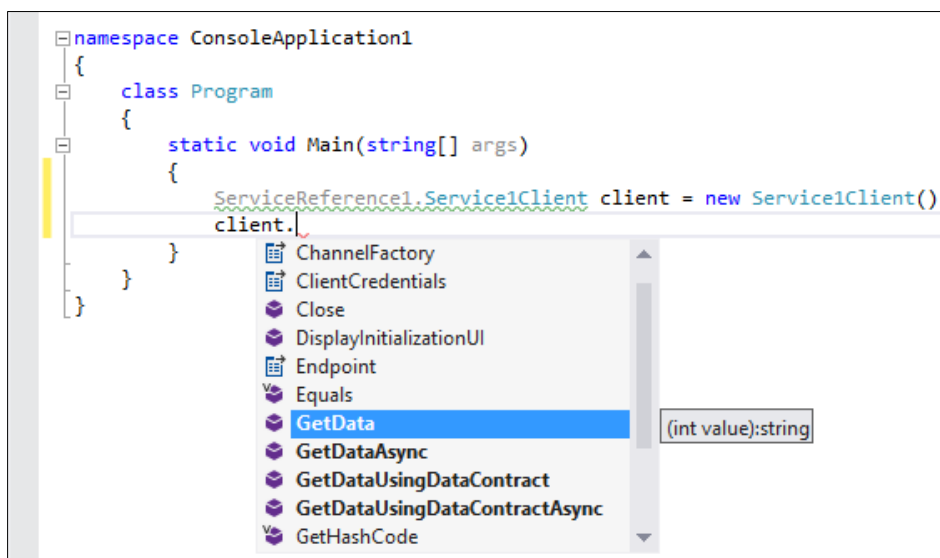 namespace ConsoleApplication1
{
class Program
{
static void Main(string[] args)
{
ServiceReference1.Service1Client client = new Service1Client()
client.
}
}
}
ChannelFactory
ClientCredentials
Close
DisplayInitializationUI
Endpoint
Equals
GetData
(int value):string
GetDataAsync
GetDataUsingDataContract
GetDataUsingDataContractAsync
GetHashCode